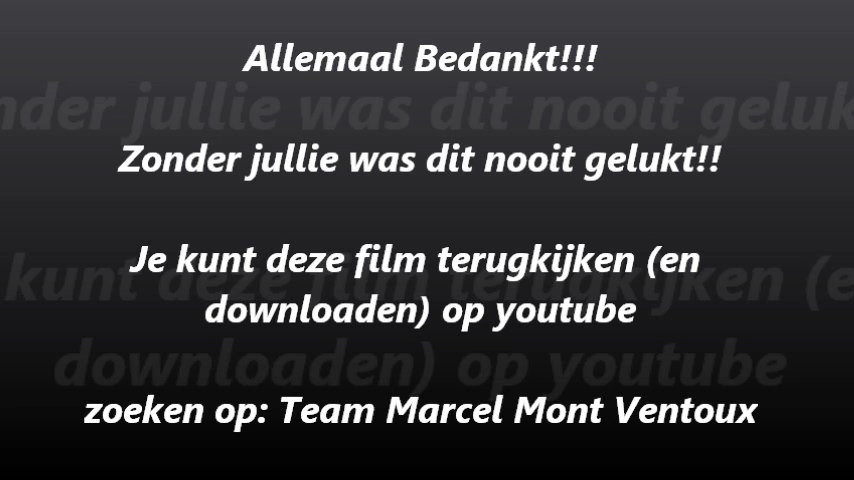 Allemaal Bedankt!!!
Zonder jullie was dit nooit gelukt!!
Je kunt deze film terugkijken (en
downloaden) op youtube
zoeken op: Team Marcel Mont Ventoux